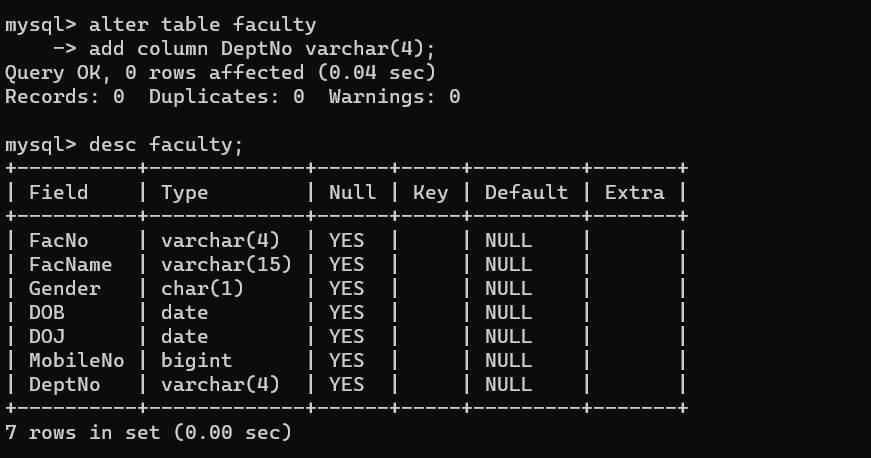 mysql> alter table faculty
    -> add column DeptNo varchar(4);
Query OK, 0 rows affected (0.04 sec)
Records: 0  Duplicates: 0  Warnings: 0

mysql> desc faculty;
+----------+-------------+------+-----+---------+-------+
| Field    | Type        | Null | Key | Default | Extra |
+----------+-------------+------+-----+---------+-------+
| FacNo    | varchar(4)  | YES  |     | NULL    |       |
| FacName  | varchar(15) | YES  |     | NULL    |       |
| Gender   | char(1)     | YES  |     | NULL    |       |
| DOB      | date        | YES  |     | NULL    |       |
| DOJ      | date        | YES  |     | NULL    |       |
| MobileNo | bigint      | YES  |     | NULL    |       |
| DeptNo   | varchar(4)  | YES  |     | NULL    |       |
+----------+-------------+------+-----+---------+-------+
7 rows in set (0.00 sec)